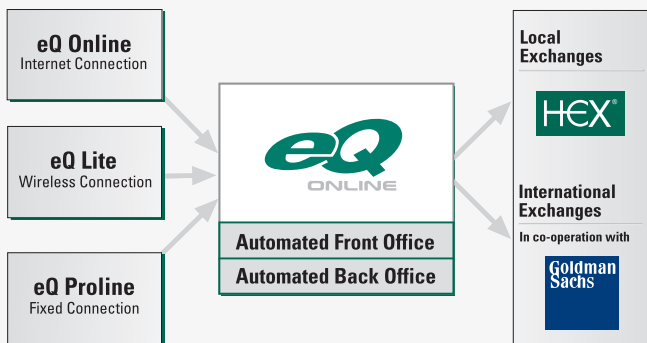 eQ Online
Internet Connection
eQ Lite
Wireless Connection
eQ Proline
Fixed Connection
eQ
ONLINE
Automated Front Office
Automated Back Office
Local
Exchanges
HEX®
International
Exchanges
In co-operation with
Goldman
Sachs